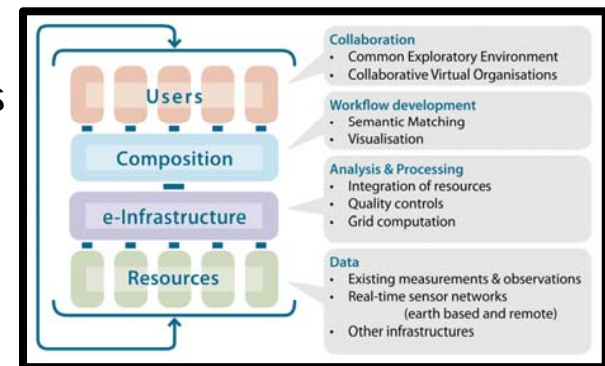 s
Users
Composition
e-Infrastructure
Resources
Collaboration
• Common Exploratory Environment
• Collaborative Virtual Organisations
Workflow development
• Semantic Matching
• Visualisation
Analysis & Processing
• Integration of resources
• Quality controls
• Grid computation
Data
• Existing measurements & observations
• Real-time sensor networks
(earth based and remote)
• Other infrastructures